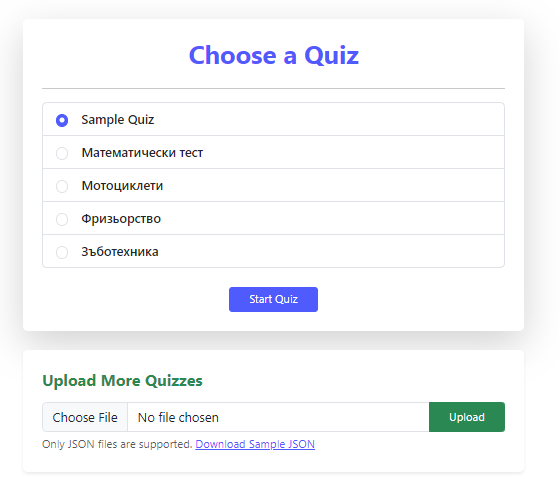 Choose a Quiz
Sample Quiz
Математически тест
Мотоциклети
Фризьорство
Зъботехника
Start Quiz
Upload More Quizzes
Choose File No file chosen Upload
Only JSON files are supported. Download Sample JSON